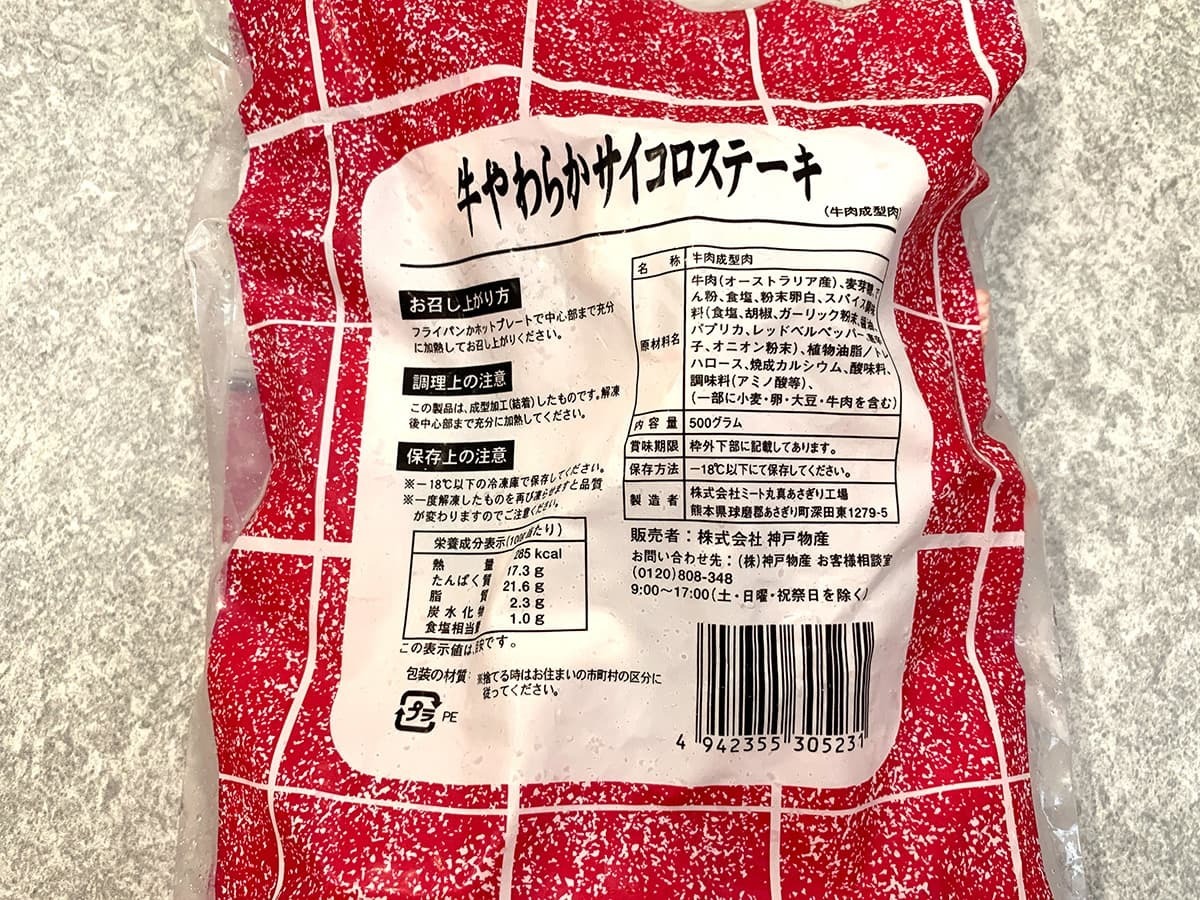 牛やわらかサイコロステーキ
(牛肉成型肉
お召し上がり方
フライパンかホットプレートで中心部まで充分
に加熱してお召し上がりください。
調理上の注意
この製品は、成型加工(結着)したものです。解凍
後中心部まで充分に加熱してください。
保存上の注意
※−18℃以下の冷凍庫で保存してください。
※一度解凍したものを再び凍らせますと品質
が変わりますのでご注意ください。
栄養成分表示(100g当たり)
熱量 285 kcal
たんぱく質 17.3 g
脂質 21.6 g
炭水化物 2.3 g
食塩相当量 1.0 g
この表示値は、目安です。
包装の材質: ※捨てる時はお住まいの市町村の区分に
従ってください。
プラ PE
名称 牛肉成型肉
原材料名 牛肉(オーストラリア産)、麦芽糖、で
ん粉、食塩、粉末卵白、スパイス調味
料(食塩、胡椒、ガーリック粉末、醤油、
パプリカ、レッドベルペッパー、
子、オニオン粉末)、植物油脂/トレ
ハロース、焼成カルシウム、酸味料、
調味料(アミノ酸等)、
(一部に小麦・卵・大豆・牛肉を含む)
内容量 500グラム
賞味期限 枠外下部に記載してあります。
保存方法 −18℃以下にて保存してください。
製造者 株式会社ミート丸真あさぎり工場
熊本県球磨郡あさぎり町深田東1279-5
販売者:株式会社 神戸物産
お問い合わせ先:(株)神戸物産 お客様相談室
(0120)808-348
9:00〜17:00(土・日曜・祝祭日を除く)
4 942355 305231